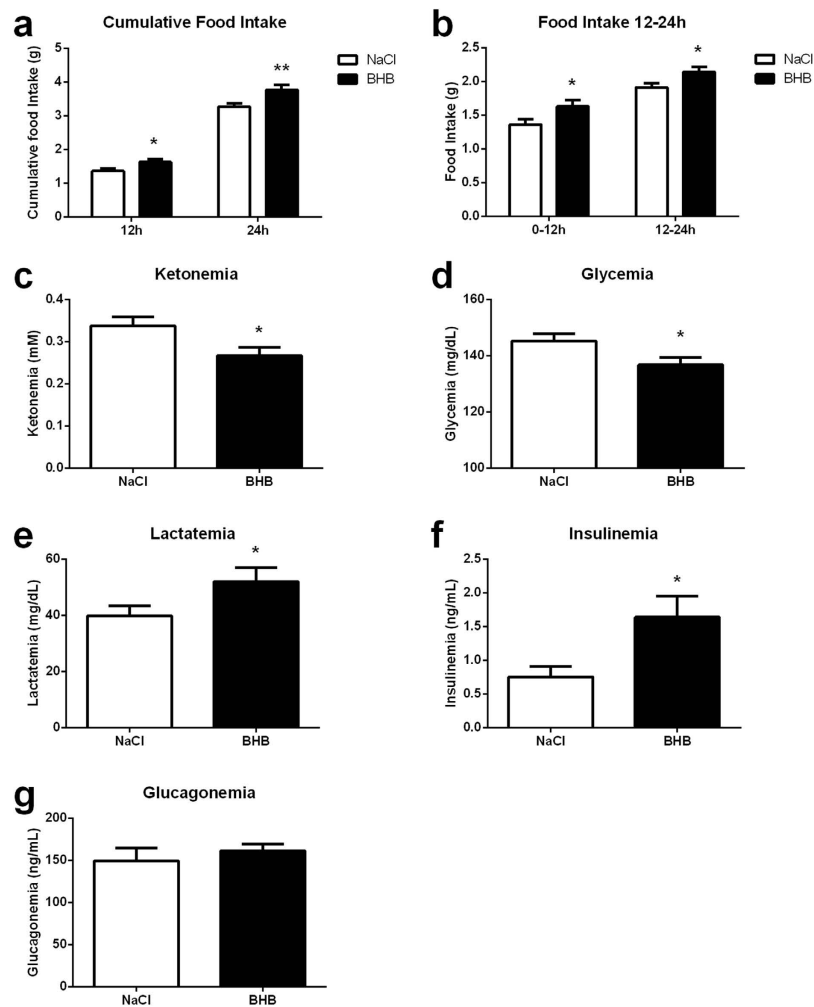 a
Cumulative Food Intake
Cumulative food Intake (g)
5
4
3
2
1
0
*
**
12h
24h
NaCl
BHB
b
Food Intake 12-24h
Food Intake (g)
2.5
2.0
1.5
1.0
0.5
0.0
*
*
0-12h
12-24h
NaCl
BHB
c
Ketonemia
Ketonemia (mM)
0.4
0.3
0.2
0.1
0.0
*
NaCl
BHB
d
Glycemia
Glycemia (mg/dL)
160
140
120
100
*
NaCl
BHB
e
Lactatemia
Lactatemia (mg/dL)
60
40
20
0
*
NaCl
BHB
f
Insulinemia
Insulinemia (ng/mL)
2.5
2.0
1.5
1.0
0.5
0.0
*
NaCl
BHB
g
Glucagonemia
Glucagonemia (ng/mL)
200
150
100
50
0
NaCl
BHB